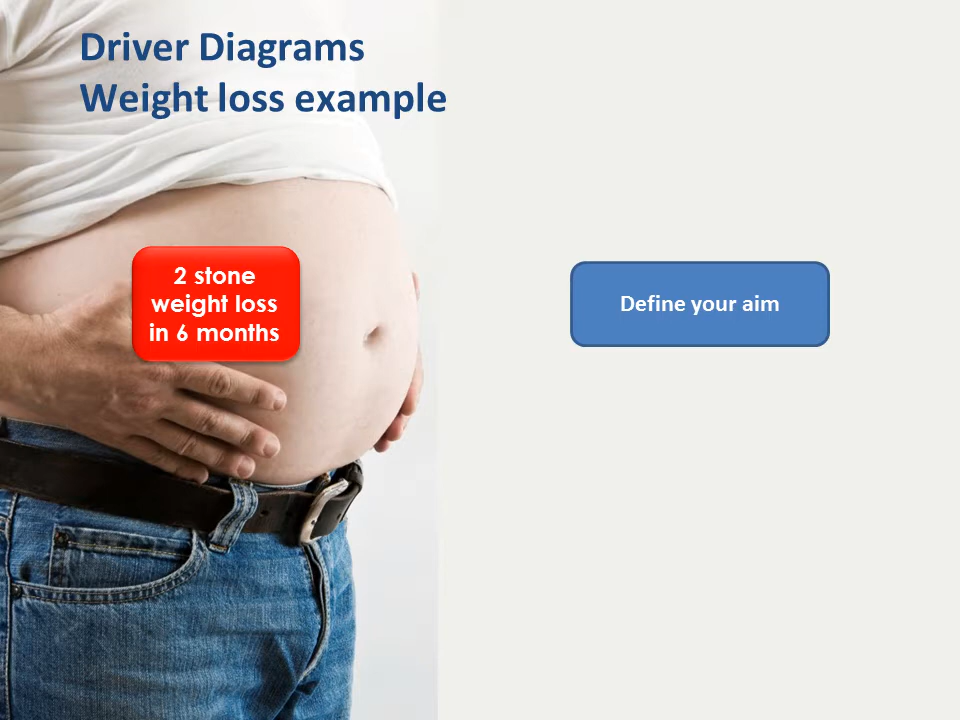 Driver Diagrams
Weight loss example
2 stone
weight loss
in 6 months
Define your aim